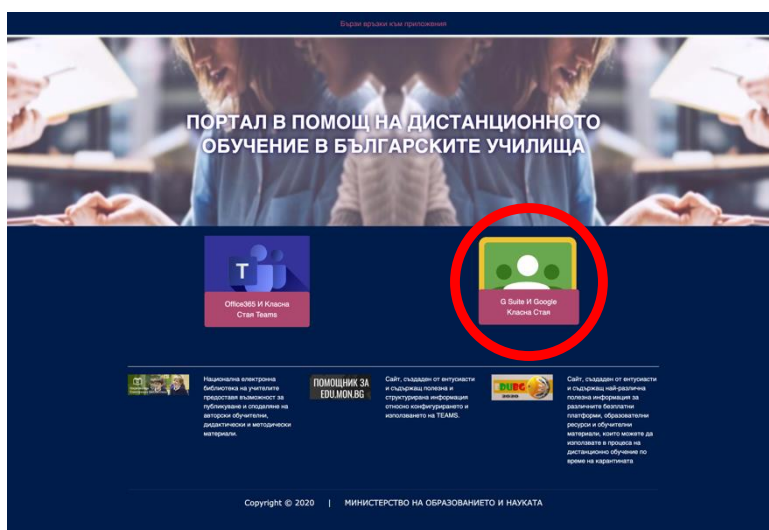 Бързи връзки към приложения
ПОРТАЛ В ПОМОЩ НА ДИСТАНЦИОННОТО
ОБУЧЕНИЕ В БЪЛГАРСКИТЕ УЧИЛИЩА
T
Office365 И Класна
Стая Teams
G Suite И Google
Класна Стая
Национална електронна
библиотека на учителите
предоставя възможност за
публикуване и споделяне на
авторски обучителни,
дидактически и методически
материали.
ПОМОЩНИК ЗА
EDU.MON.BG
Сайт, създаден от ентусиасти
и съдържащ полезна и
структурирана информация
относно конфигурирането и
използването на TEAMS.
Сайт, създаден от ентусиасти
и съдържащ най-различна
полезна информация за
различните безплатни
платформи, образователни
ресурси и обучителни
материали, които можете да
използвате в процеса на
дистанционно обучение по
време на карантината
Copyright © 2020 | МИНИСТЕРСТВО НА ОБРАЗОВАНИЕТО И НАУКАТА